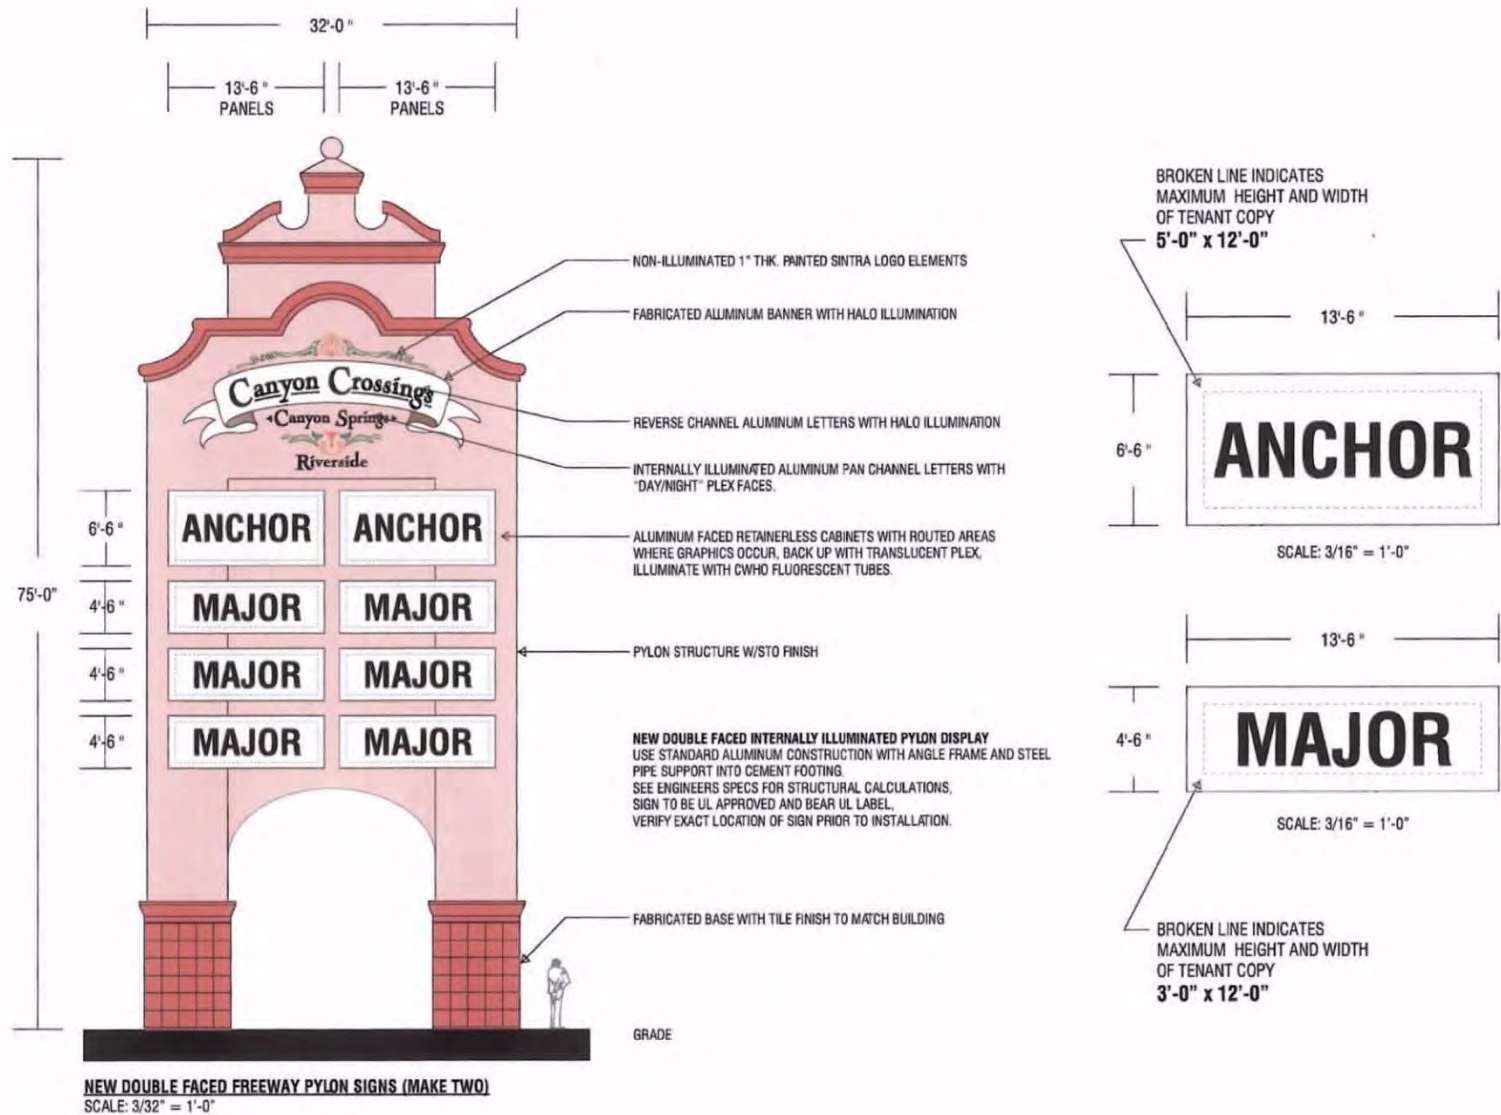 32'-0 "
13'-6 "
PANELS
13'-6 "
PANELS
NON-ILLUMINATED 1" THK. PAINTED SINTRA LOGO ELEMENTS
FABRICATED ALUMINUM BANNER WITH HALO ILLUMINATION
Canyon Crossings
Canyon Springs
Riverside
REVERSE CHANNEL ALUMINUM LETTERS WITH HALO ILLUMINATION
INTERNALLY ILLUMINATED ALUMINUM PAN CHANNEL LETTERS WITH
"DAY/NIGHT" PLEX FACES.
6'-6 "
ANCHOR
ANCHOR
ALUMINUM FACED RETAINERLESS CABINETS WITH ROUTED AREAS
WHERE GRAPHICS OCCUR, BACK UP WITH TRANSLUCENT PLEX,
ILLUMINATE WITH CWHO FLUORESCENT TUBES.
75'-0"
4'-6 "
MAJOR
MAJOR
4'-6 "
MAJOR
MAJOR
PYLON STRUCTURE W/STO FINISH
4'-6 "
MAJOR
MAJOR
NEW DOUBLE FACED INTERNALLY ILLUMINATED PYLON DISPLAY
USE STANDARD ALUMINUM CONSTRUCTION WITH ANGLE FRAME AND STEEL
PIPE SUPPORT INTO CEMENT FOOTING.
SEE ENGINEERS SPECS FOR STRUCTURAL CALCULATIONS,
SIGN TO BE UL APPROVED AND BEAR UL LABEL,
VERIFY EXACT LOCATION OF SIGN PRIOR TO INSTALLATION.
FABRICATED BASE WITH TILE FINISH TO MATCH BUILDING
GRADE
NEW DOUBLE FACED FREEWAY PYLON SIGNS (MAKE TWO)
SCALE: 3/32" = 1'-0"
BROKEN LINE INDICATES
MAXIMUM HEIGHT AND WIDTH
OF TENANT COPY
5'-0" x 12'-0"
13'-6 "
6'-6 "
ANCHOR
SCALE: 3/16" = 1'-0"
13'-6 "
4'-6 "
MAJOR
SCALE: 3/16" = 1'-0"
BROKEN LINE INDICATES
MAXIMUM HEIGHT AND WIDTH
OF TENANT COPY
3'-0" x 12'-0"